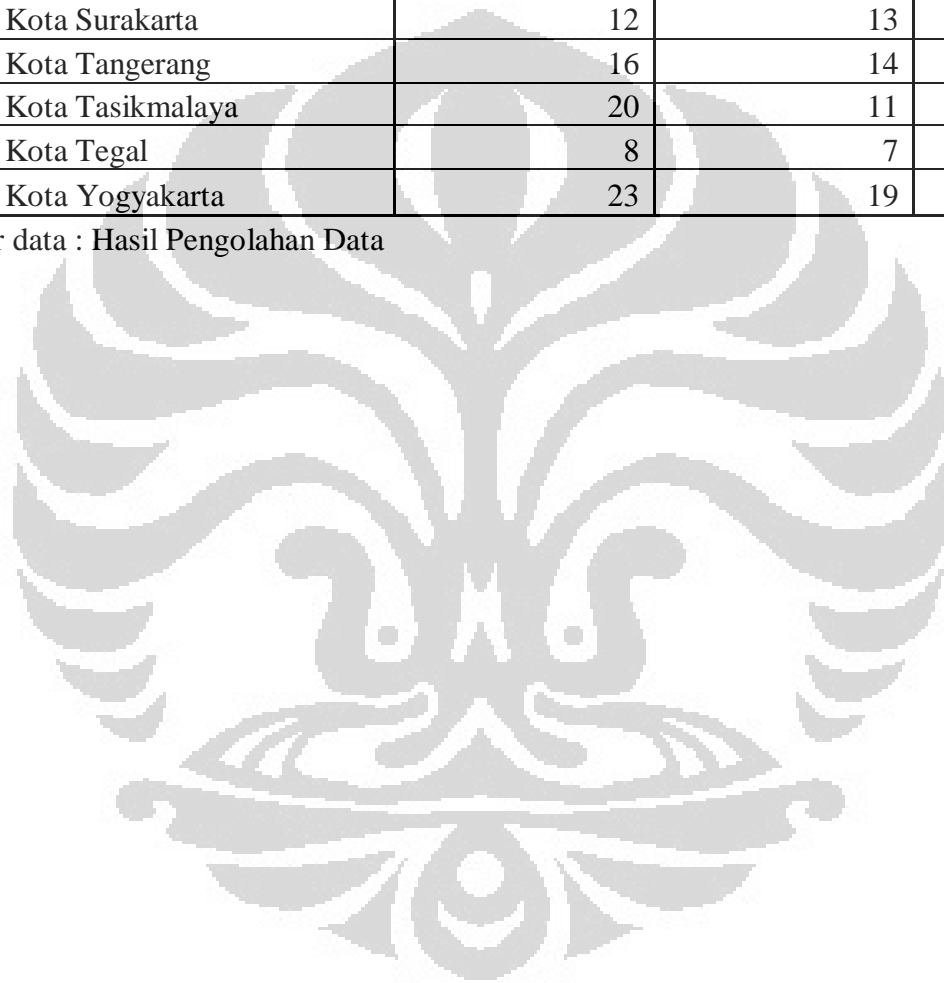 Kota Surakarta 12 13
Kota Tangerang 16 14
Kota Tasikmalaya 20 11
Kota Tegal 8 7
Kota Yogyakarta 23 19
r data : Hasil Pengolahan Data